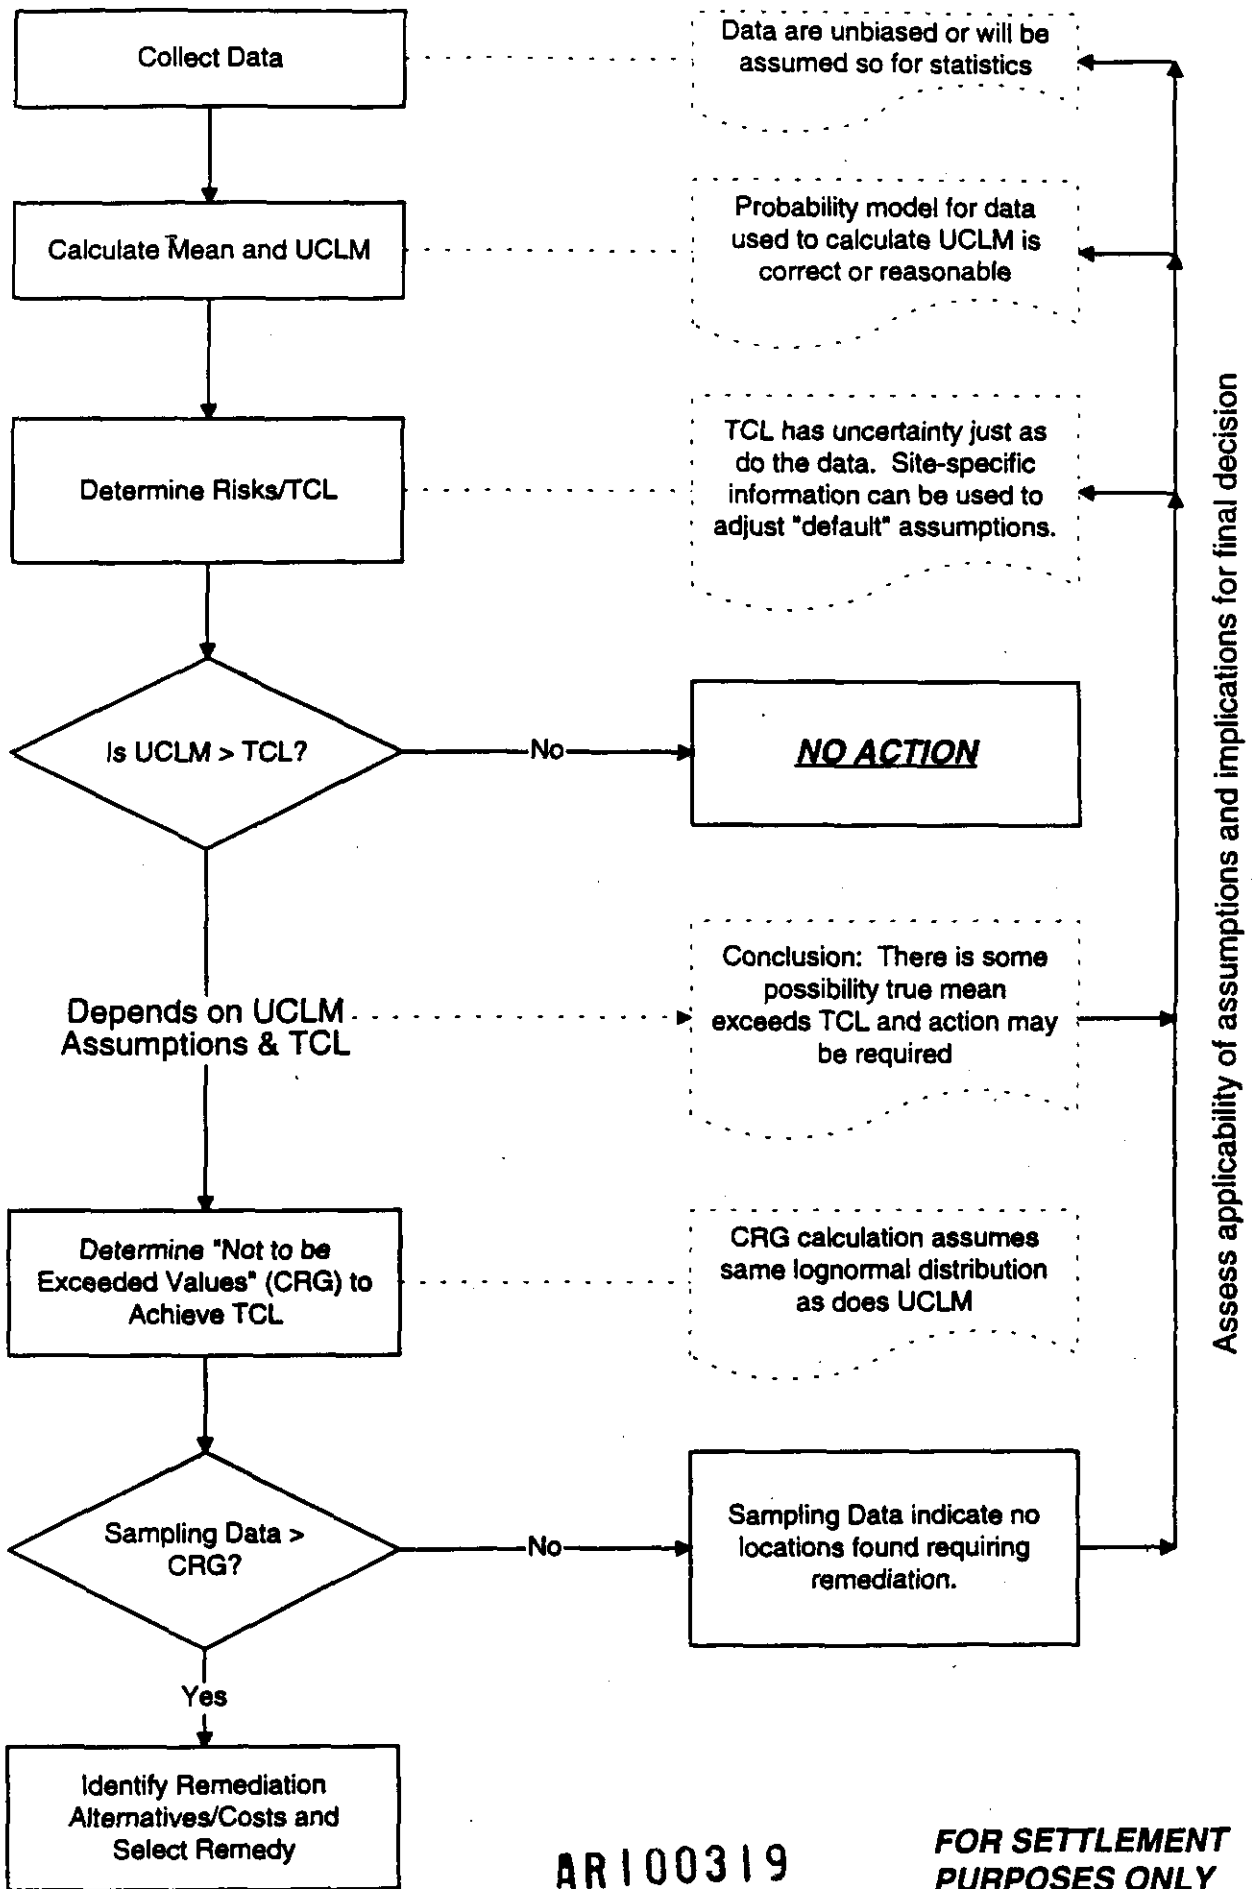 Collect Data
Data are unbiased or will be
assumed so for statistics
Calculate Mean and UCLM
Probability model for data
used to calculate UCLM is
correct or reasonable
Determine Risks/TCL
TCL has uncertainty just as
do the data. Site-specific
information can be used to
adjust "default" assumptions.
Is UCLM > TCL?
No
NO ACTION
Depends on UCLM
Assumptions & TCL
Conclusion: There is some
possibility true mean
exceeds TCL and action may
be required
Determine "Not to be
Exceeded Values" (CRG) to
Achieve TCL
CRG calculation assumes
same lognormal distribution
as does UCLM
Sampling Data >
CRG?
No
Sampling Data indicate no
locations found requiring
remediation.
Yes
Identify Remediation
Alternatives/Costs and
Select Remedy
Assess applicability of assumptions and implications for final decision
AR100319
FOR SETTLEMENT
PURPOSES ONLY